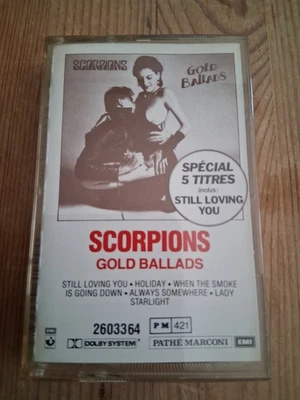 SCORPIONS
GOLD
BALLADS
SPÉCIAL
5 TITRES
inclus:
STILL LOVING
YOU
SCORPIONS
GOLD BALLADS
STILL LOVING YOU • HOLIDAY • WHEN THE SMOKE
IS GOING DOWN • ALWAYS SOMEWHERE • LADY
STARLIGHT
EMI
2603364
PM 421
DOLBY SYSTEM
PATHÉ MARCONI
EMI